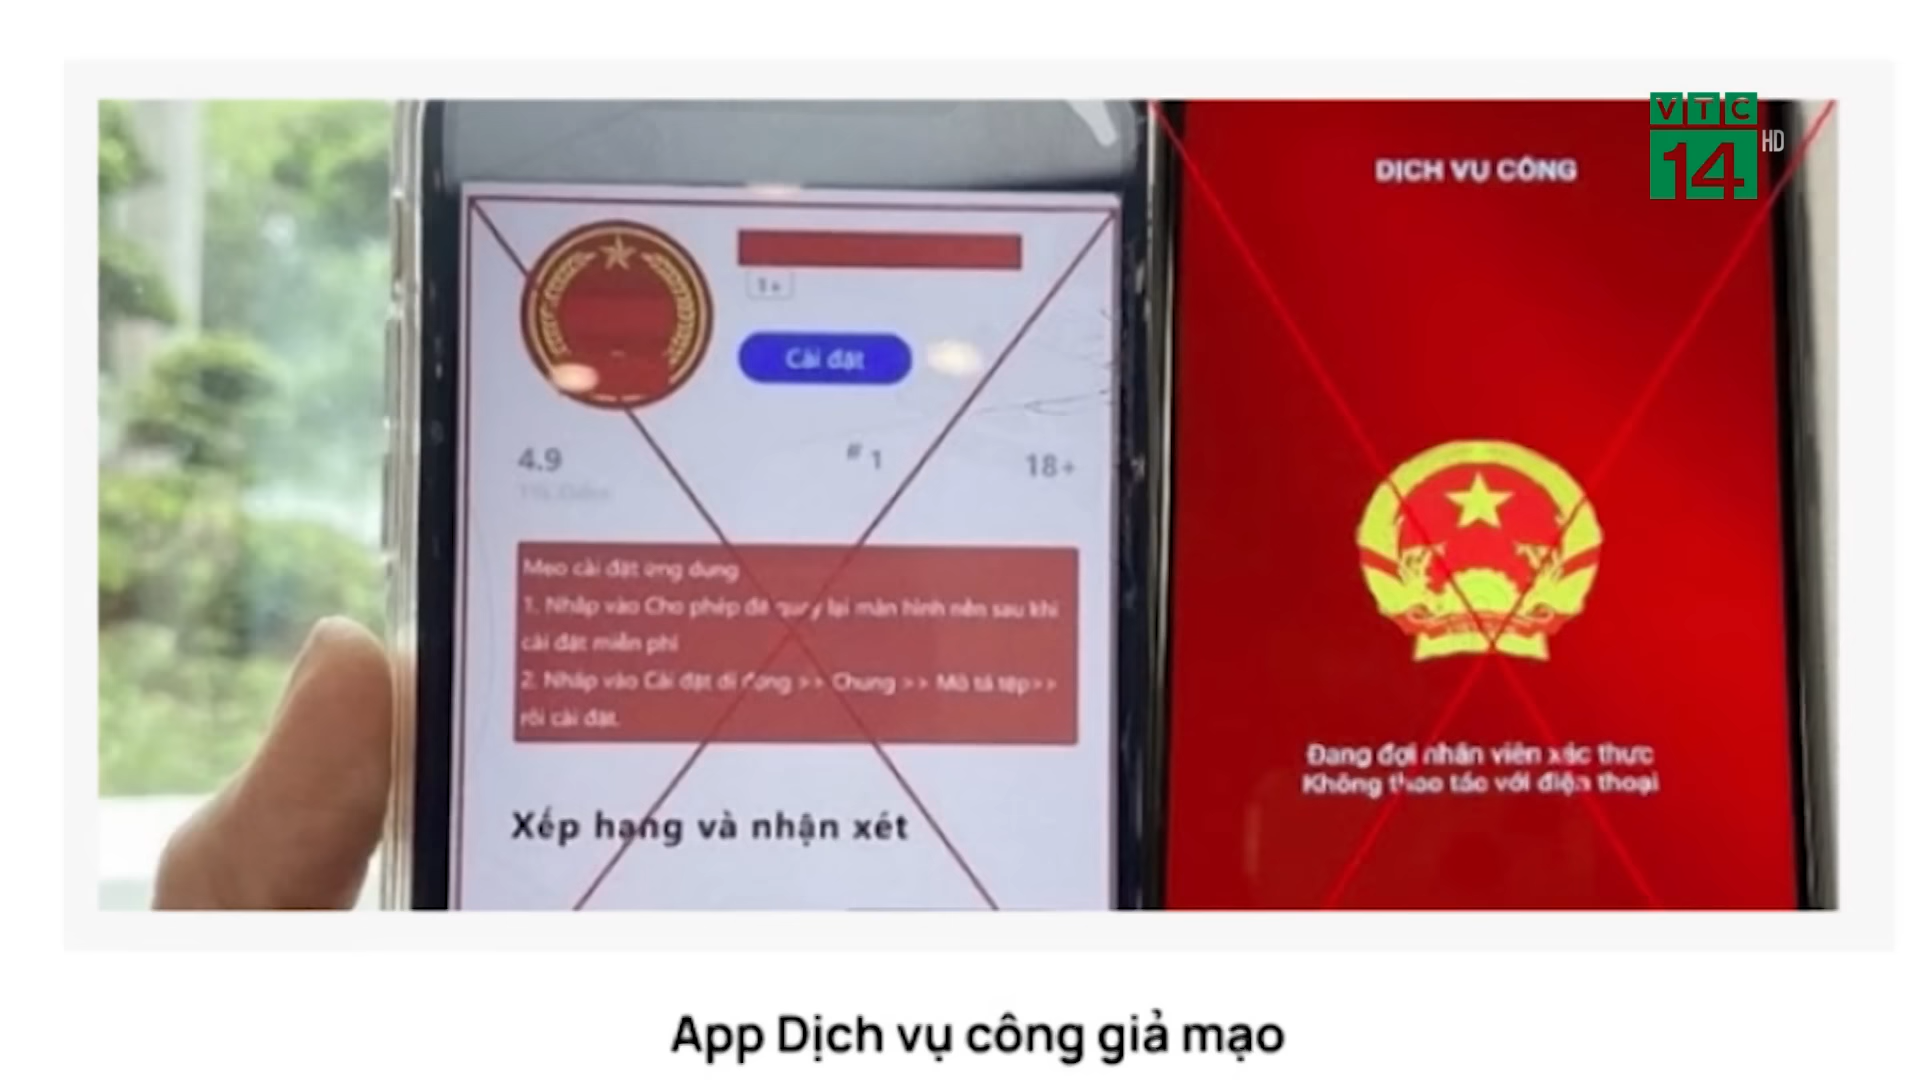 VTC
14 HD
DỊCH VỤ CÔNG
1+
Cài đặt
4.9
# 1
18+
Mẹo cài đặt ứng dụng
1. Nhấp vào Cho phép để quay lại màn hình nền sau khi
cài đặt miễn phí
2. Nhấp vào Cài đặt di động >> Chung >> Mô tả tệp>>
rồi cài đặt.
Xếp hạng và nhận xét
Đang đợi nhân viên xác thực
Không thao tác với điện thoại
App Dịch vụ công giả mạo